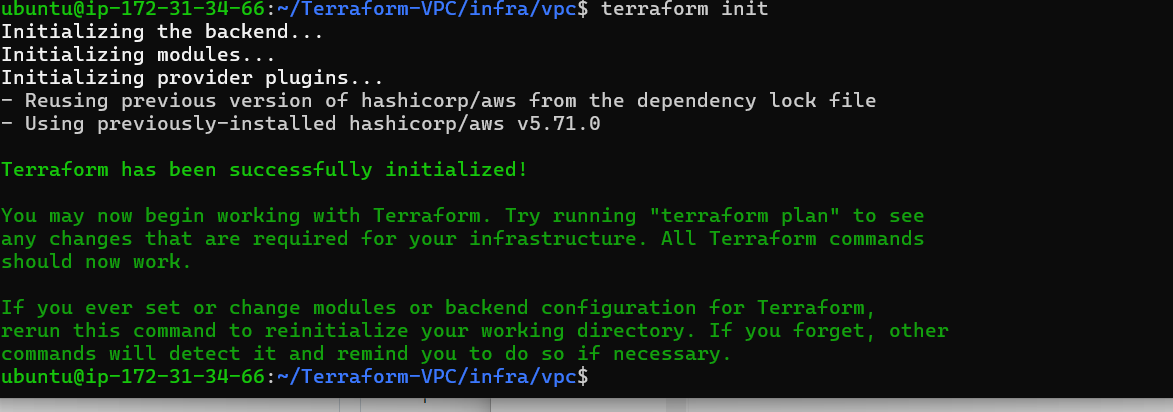 ubuntu@ip-172-31-34-66:~/Terraform-VPC/infra/vpc$ terraform init
Initializing the backend...
Initializing modules...
Initializing provider plugins...
- Reusing previous version of hashicorp/aws from the dependency lock file
- Using previously-installed hashicorp/aws v5.71.0
Terraform has been successfully initialized!
You may now begin working with Terraform. Try running "terraform plan" to see
any changes that are required for your infrastructure. All Terraform commands
should now work.
If you ever set or change modules or backend configuration for Terraform,
rerun this command to reinitialize your working directory. If you forget, other
commands will detect it and remind you to do so if necessary.
ubuntu@ip-172-31-34-66:~/Terraform-VPC/infra/vpc$